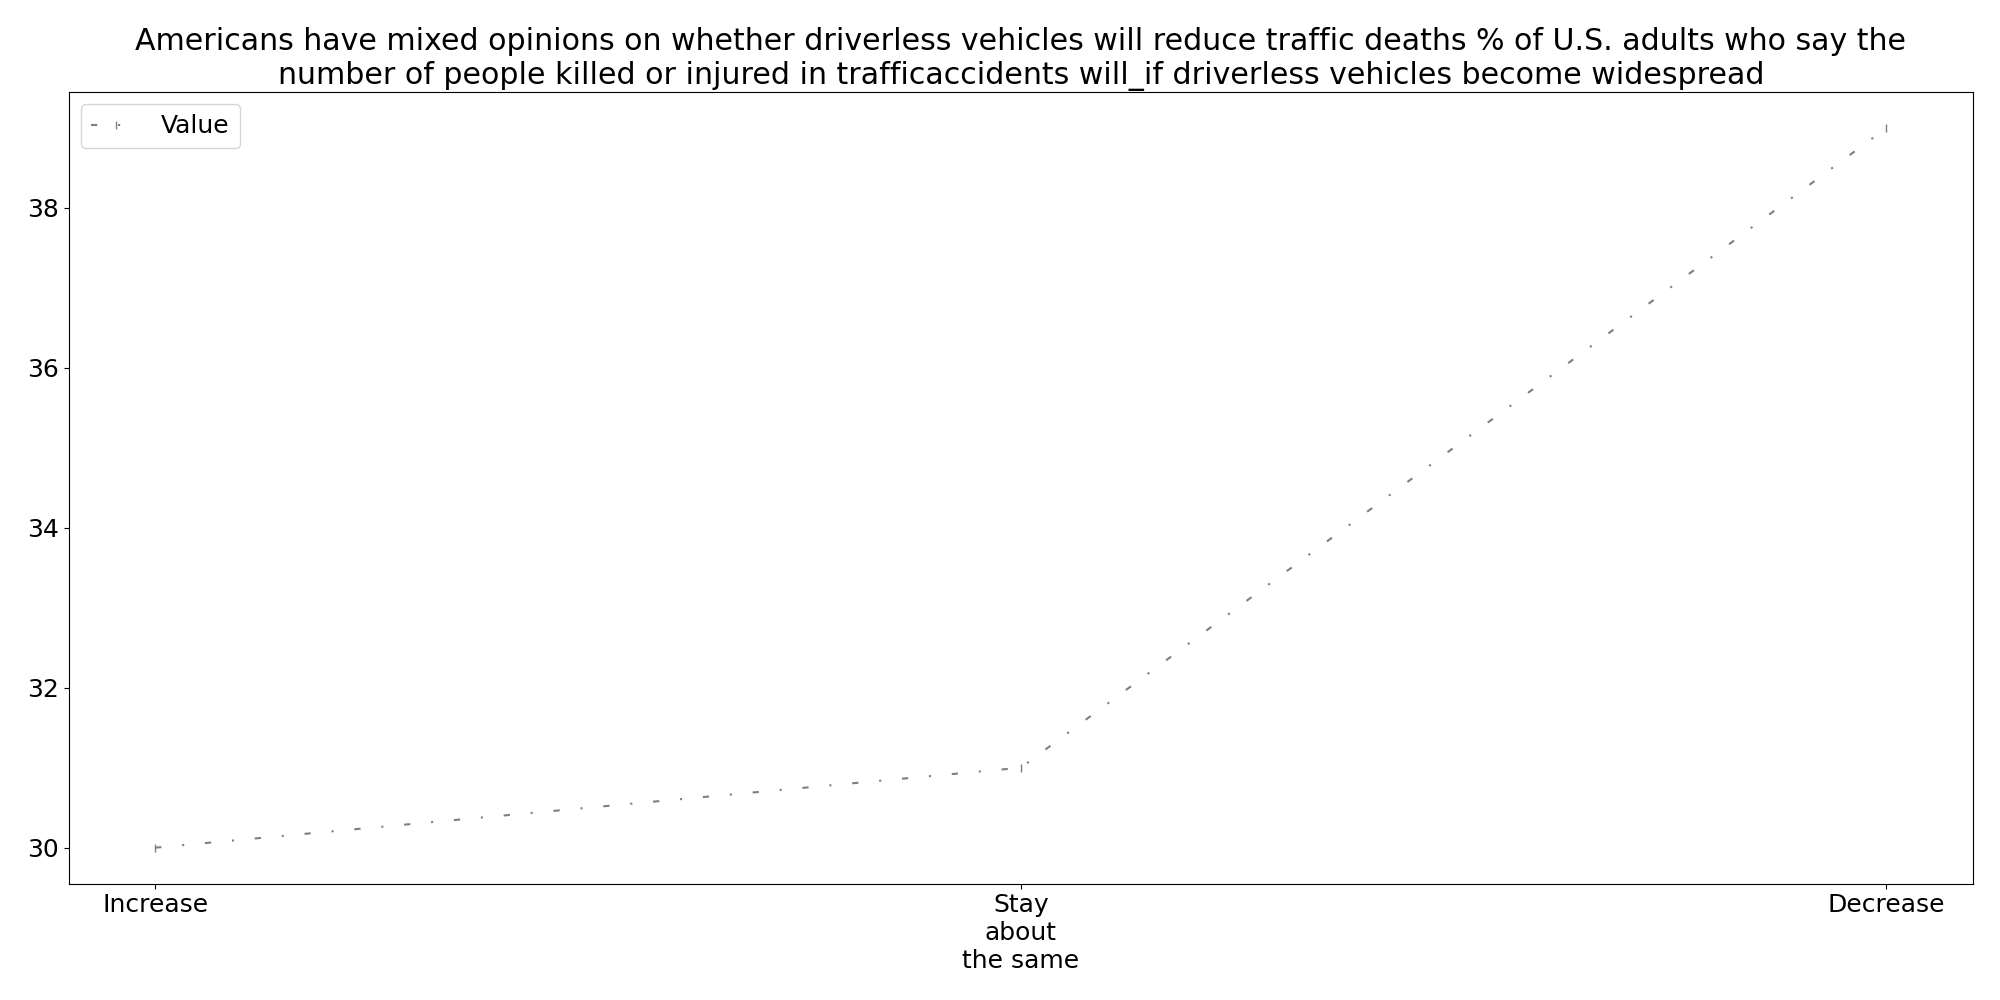 Americans have mixed opinions on whether driverless vehicles will reduce traffic deaths % of U.S. adults who say the
number of people killed or injured in trafficaccidents will_if driverless vehicles become widespread
Value
38
36
34
32
30
Increase
Stay
about
the same
Decrease